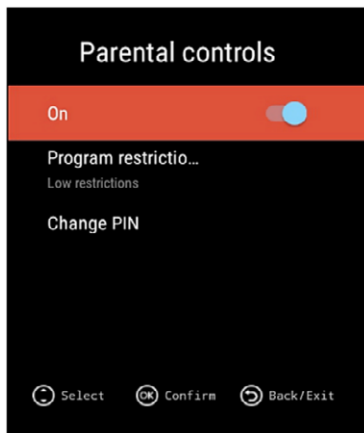 Parental controls
On
Program restrictio...
Low restrictions
Change PIN
Select OK Confirm Back/Exit